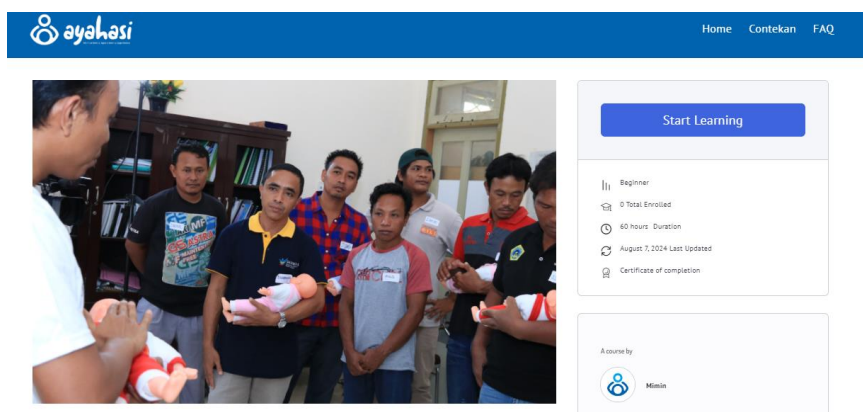 ayahasi
Home Contekan FAQ
Start Learning
Beginner
0 Total Enrolled
60 hours Duration
August 7, 2024 Last Updated
Certificate of completion
A course by
Mimin